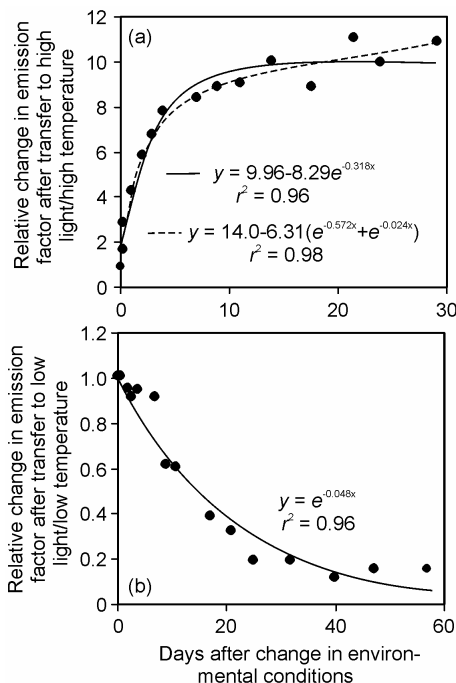 Relative change in emission
factor after transfer to high
light/high temperature
12
10
8
6
4
2
0
(a)
y = 9.96-8.29e^-0.318x
r² = 0.96
y = 14.0-6.31(e^-0.572x+e^-0.024x)
r² = 0.98
0 10 20 30
Relative change in emission
factor after transfer to low
light/low temperature
1.2
1.0
0.8
0.6
0.4
0.2
0
y = e^-0.048x
r² = 0.96
(b)
0 20 40 60
Days after change in environ-
mental conditions